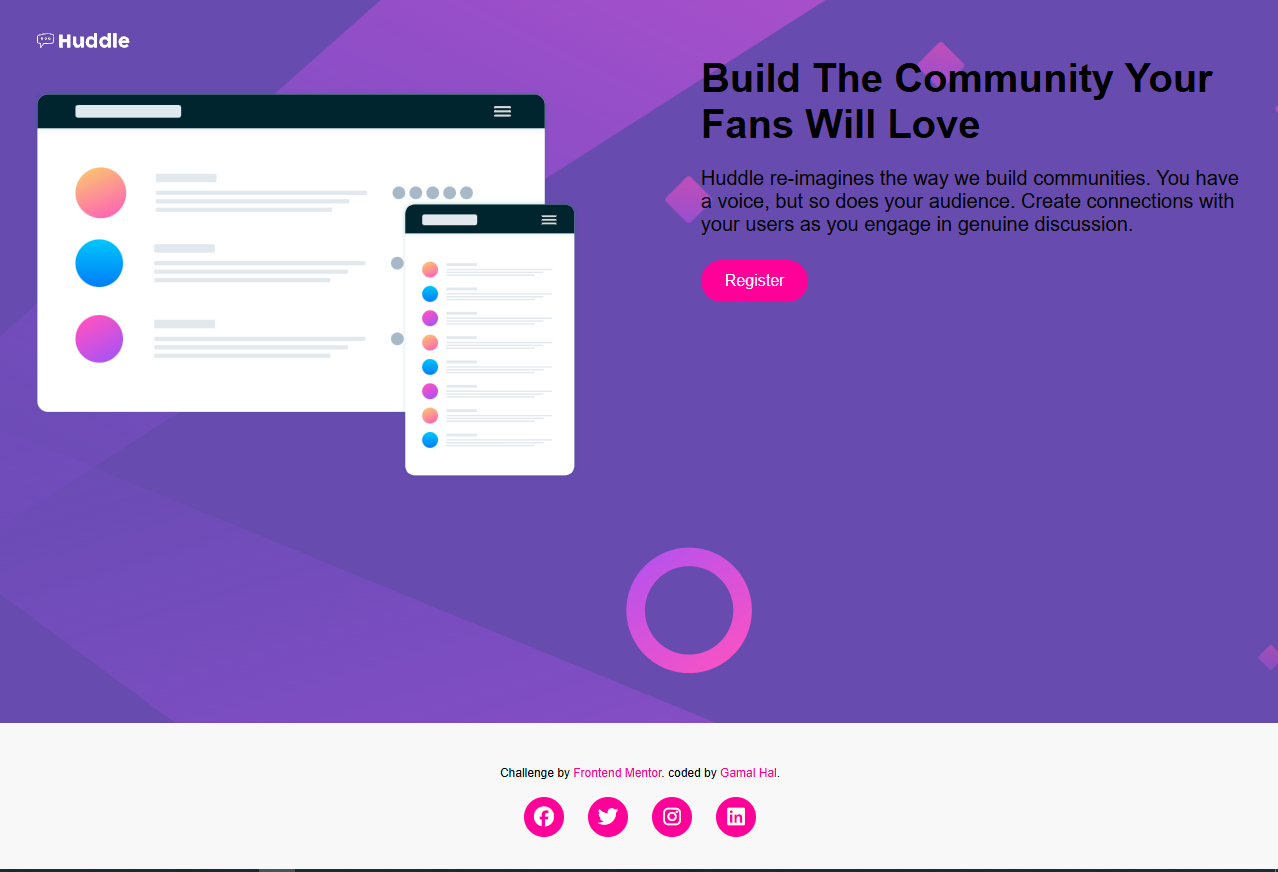 Huddle
Build The Community Your
Fans Will Love
Huddle re-imagines the way we build communities. You have
a voice, but so does your audience. Create connections with
your users as you engage in genuine discussion.
Register
Challenge by Frontend Mentor. coded by Gamal Hal.